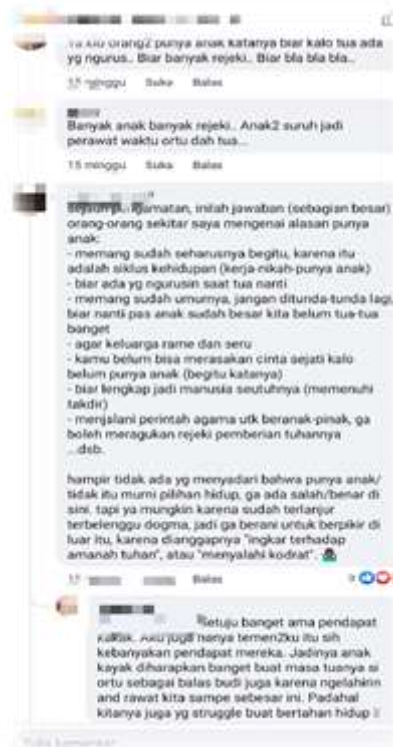 Ya klo orang2 punya anak katanya biar kalo tua ada
yg ngurus.. Biar banyak rejeki.. Biar bla bla bla..
15 minggu Suka Balas
Banyak anak banyak rejeki.. Anak2 suruh jadi
perawat waktu ortu dah tua...
15 minggu Suka Balas
sejauh pengamatan, inilah jawaban (sebagian besar)
orang-orang sekitar saya mengenai alasan punya
anak:
- memang sudah seharusnya begitu, karena itu
adalah siklus kehidupan (kerja-nikah-punya anak)
- biar ada yg ngurusin saat tua nanti
- memang sudah umurnya, jangan ditunda-tunda lagi,
biar nanti pas anak sudah besar kita belum tua-tua
banget
- agar keluarga rame dan seru
- kamu belum bisa merasakan cinta sejati kalo
belum punya anak (begitu katanya)
- biar lengkap jadi manusia seutuhnya (memenuhi
takdir)
- menjalani perintah agama utk beranak-pinak, ga
boleh meragukan rejeki pemberian tuhannya
...dsb.
hampir tidak ada yg menyadari bahwa punya anak/
tidak itu murni pilihan hidup, ga ada salah/benar di
sini. tapi ya mungkin karena sudah terlanjur
terbelenggu dogma, jadi ga berani untuk berpikir di
luar itu, karena dianggapnya "ingkar terhadap
amanah tuhan", atau "menyalahi kodrat".
Balas
Setuju banget ama pendapat
kakak. Aku juga nanya temen2ku itu sih
kebanyakan pendapat mereka. Jadinya anak
kayak diharapkan banget buat masa tuanya si
ortu sebagai balas budi juga karena ngelahirin
and rawat kita sampe sebesar ini. Padahal
kitanya juga yg struggle buat bertahan hidup
Tulis komentar